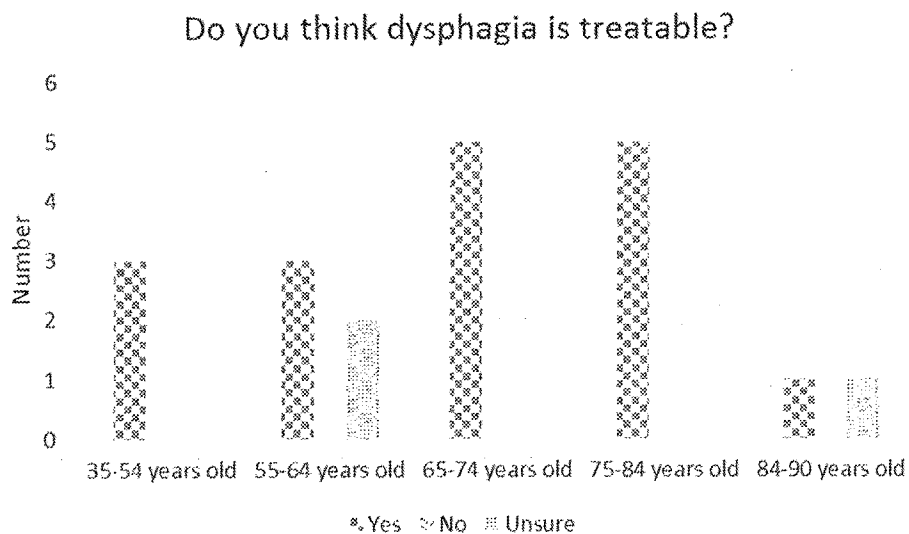 Do you think dysphagia is treatable?
6
5
4
3
2
1
0
Number
35-54 years old 55-64 years old 65-74 years old 75-84 years old 84-90 years old
Yes No Unsure